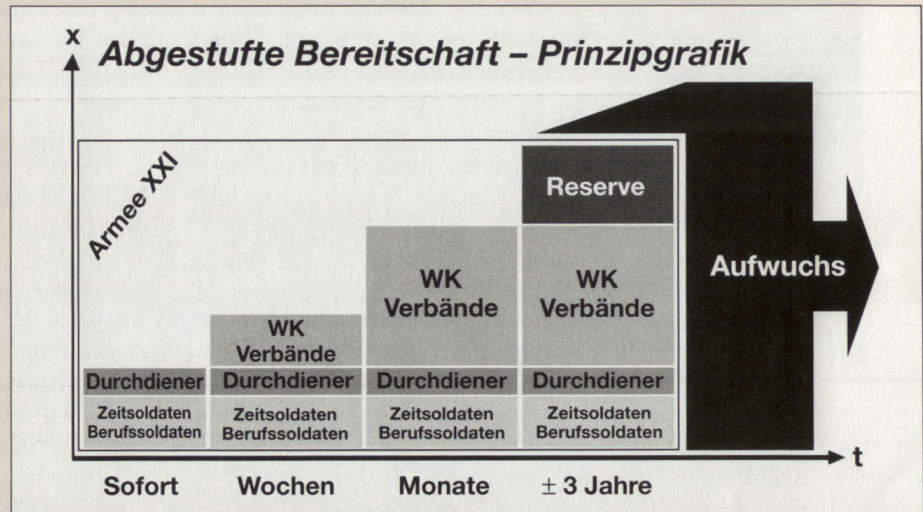 x
Abgestufte Bereitschaft – Prinzipgrafik
Armee XXI
Reserve
Aufwuchs
WK
Verbände
WK
Verbände
WK
Verbände
Durchdiener
Durchdiener
Durchdiener
Durchdiener
Zeitsoldaten
Berufssoldaten
Zeitsoldaten
Berufssoldaten
Zeitsoldaten
Berufssoldaten
Zeitsoldaten
Berufssoldaten
t
Sofort
Wochen
Monate
± 3 Jahre